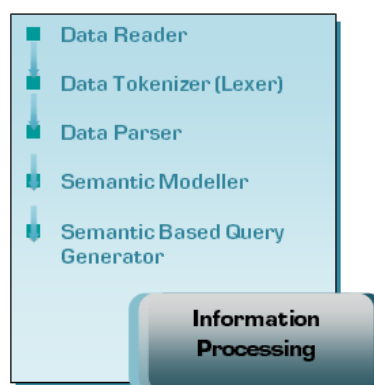 Data Reader
Data Tokenizer (Lexer)
Data Parser
Semantic Modeller
Semantic Based Query
Generator
Information
Processing